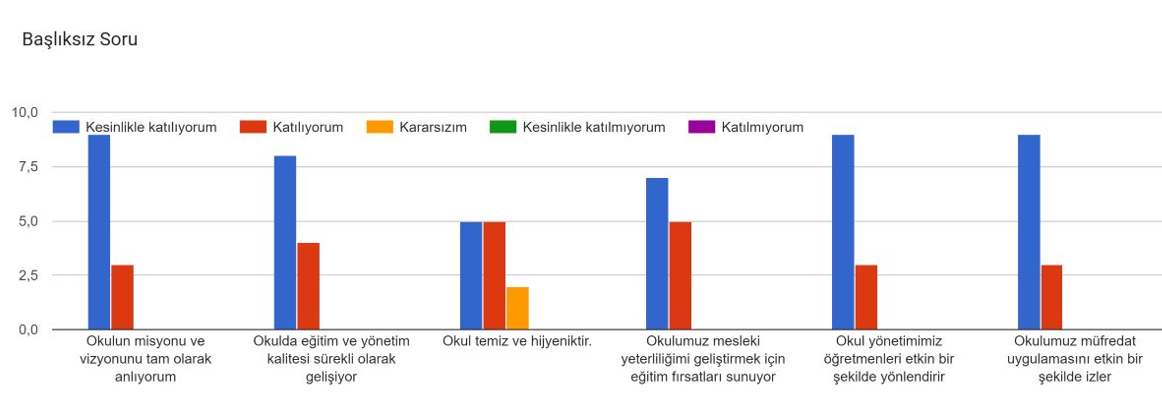 Başlıksız Soru
10,0
Kesinlikle katılıyorum Katılıyorum Kararsızım Kesinlikle katılmıyorum Katılmıyorum
7,5
5,0
2,5
0,0
Okulun misyonu ve
vizyonunu tam olarak
anlıyorum
Okulda eğitim ve yönetim
kalitesi sürekli olarak
gelişiyor
Okul temiz ve hijyeniktir.
Okulumuz mesleki
yeterliliğimi geliştirmek için
eğitim fırsatları sunuyor
Okul yönetimimiz
öğretmenleri etkin bir
şekilde yönlendirir
Okulumuz müfredat
uygulamasını etkin bir
şekilde izler